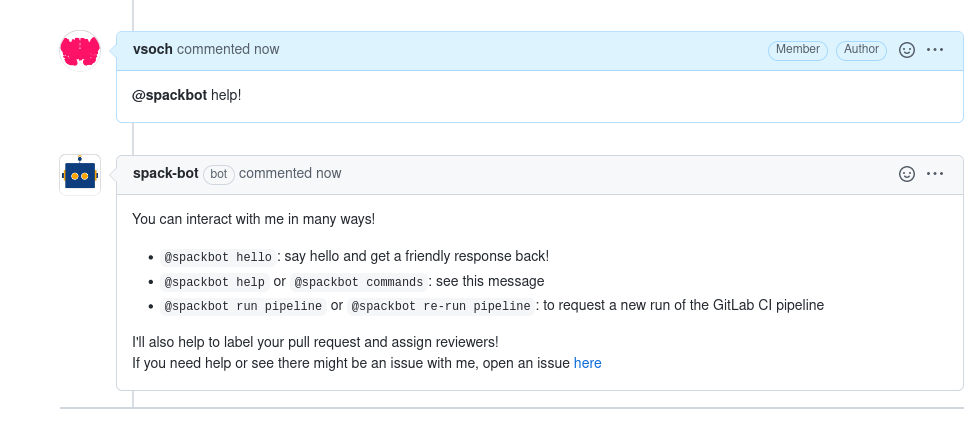 vsoch commented now Member Author
@spackbot help!
spack-bot bot commented now
You can interact with me in many ways!
@spackbot hello : say hello and get a friendly response back!
@spackbot help or @spackbot commands : see this message
@spackbot run pipeline or @spackbot re-run pipeline : to request a new run of the GitLab CI pipeline
I'll also help to label your pull request and assign reviewers!
If you need help or see there might be an issue with me, open an issue here